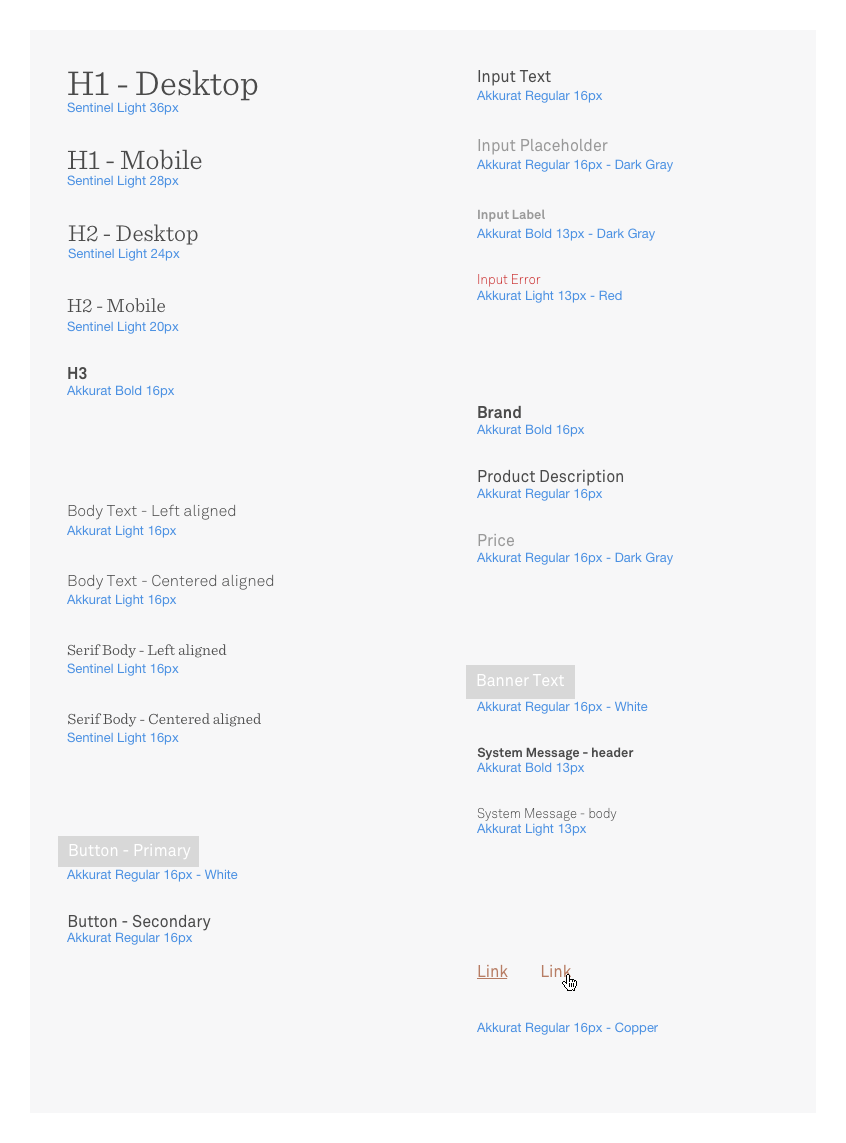 H1 - Desktop
Sentinel Light 36px
H1 - Mobile
Sentinel Light 28px
H2 - Desktop
Sentinel Light 24px
H2 - Mobile
Sentinel Light 20px
H3
Akkurat Bold 16px
Body Text - Left aligned
Akkurat Light 16px
Body Text - Centered aligned
Akkurat Light 16px
Serif Body - Left aligned
Sentinel Light 16px
Serif Body - Centered aligned
Sentinel Light 16px
Button - Primary
Akkurat Regular 16px - White
Button - Secondary
Akkurat Regular 16px
Input Text
Akkurat Regular 16px
Input Placeholder
Akkurat Regular 16px - Dark Gray
Input Label
Akkurat Bold 13px - Dark Gray
Input Error
Akkurat Light 13px - Red
Brand
Akkurat Bold 16px
Product Description
Akkurat Regular 16px
Price
Akkurat Regular 16px - Dark Gray
Banner Text
Akkurat Regular 16px - White
System Message - header
Akkurat Bold 13px
System Message - body
Akkurat Light 13px
Link Link
Akkurat Regular 16px - Copper